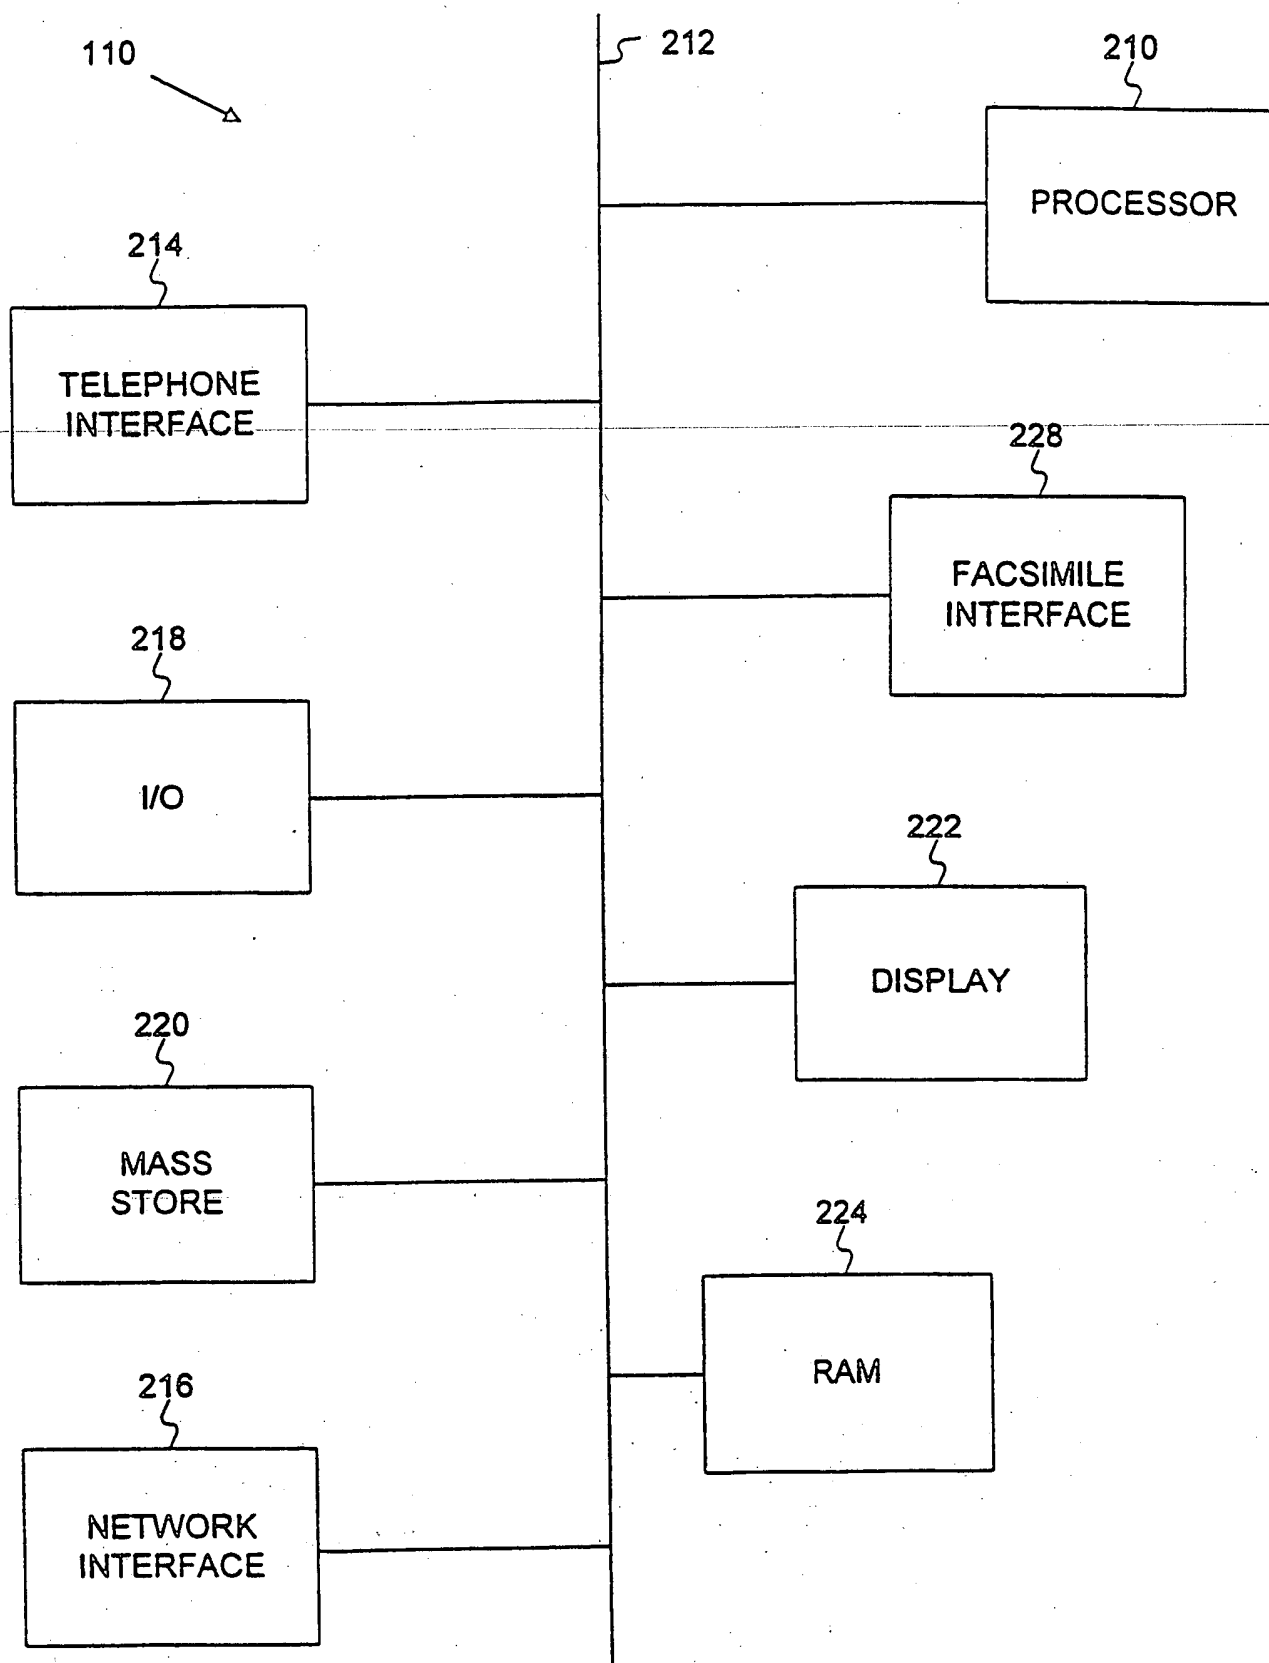 110
212
210
PROCESSOR
214
TELEPHONE
INTERFACE
228
FACSIMILE
INTERFACE
218
I/O
222
DISPLAY
220
MASS
STORE
224
RAM
216
NETWORK
INTERFACE